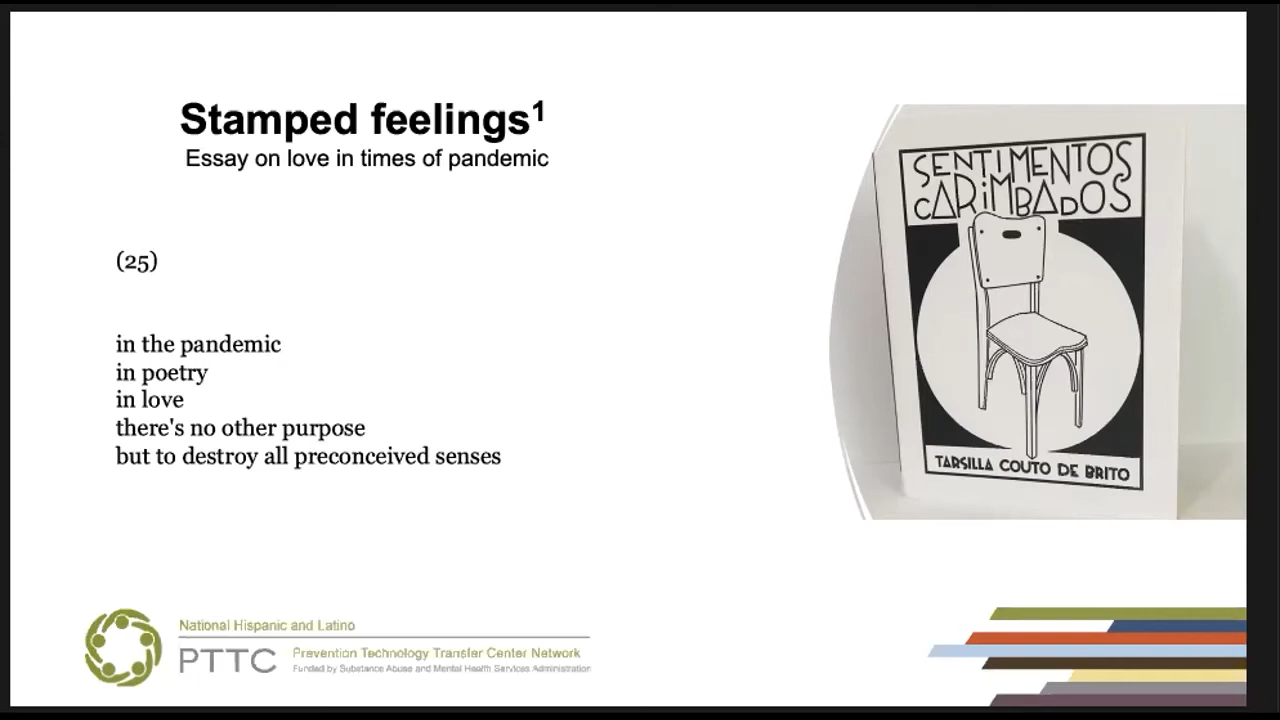 Stamped feelings1
Essay on love in times of pandemic
(25)
in the pandemic
in poetry
in love
there's no other purpose
but to destroy all preconceived senses
SENTIMENTOS
CARIMBADOS
TARSILLA COUTO DE BRITO
National Hispanic and Latino
PTTC
Prevention Technology Transfer Center Network
Funded by Substance Abuse and Mental Health Services Administration